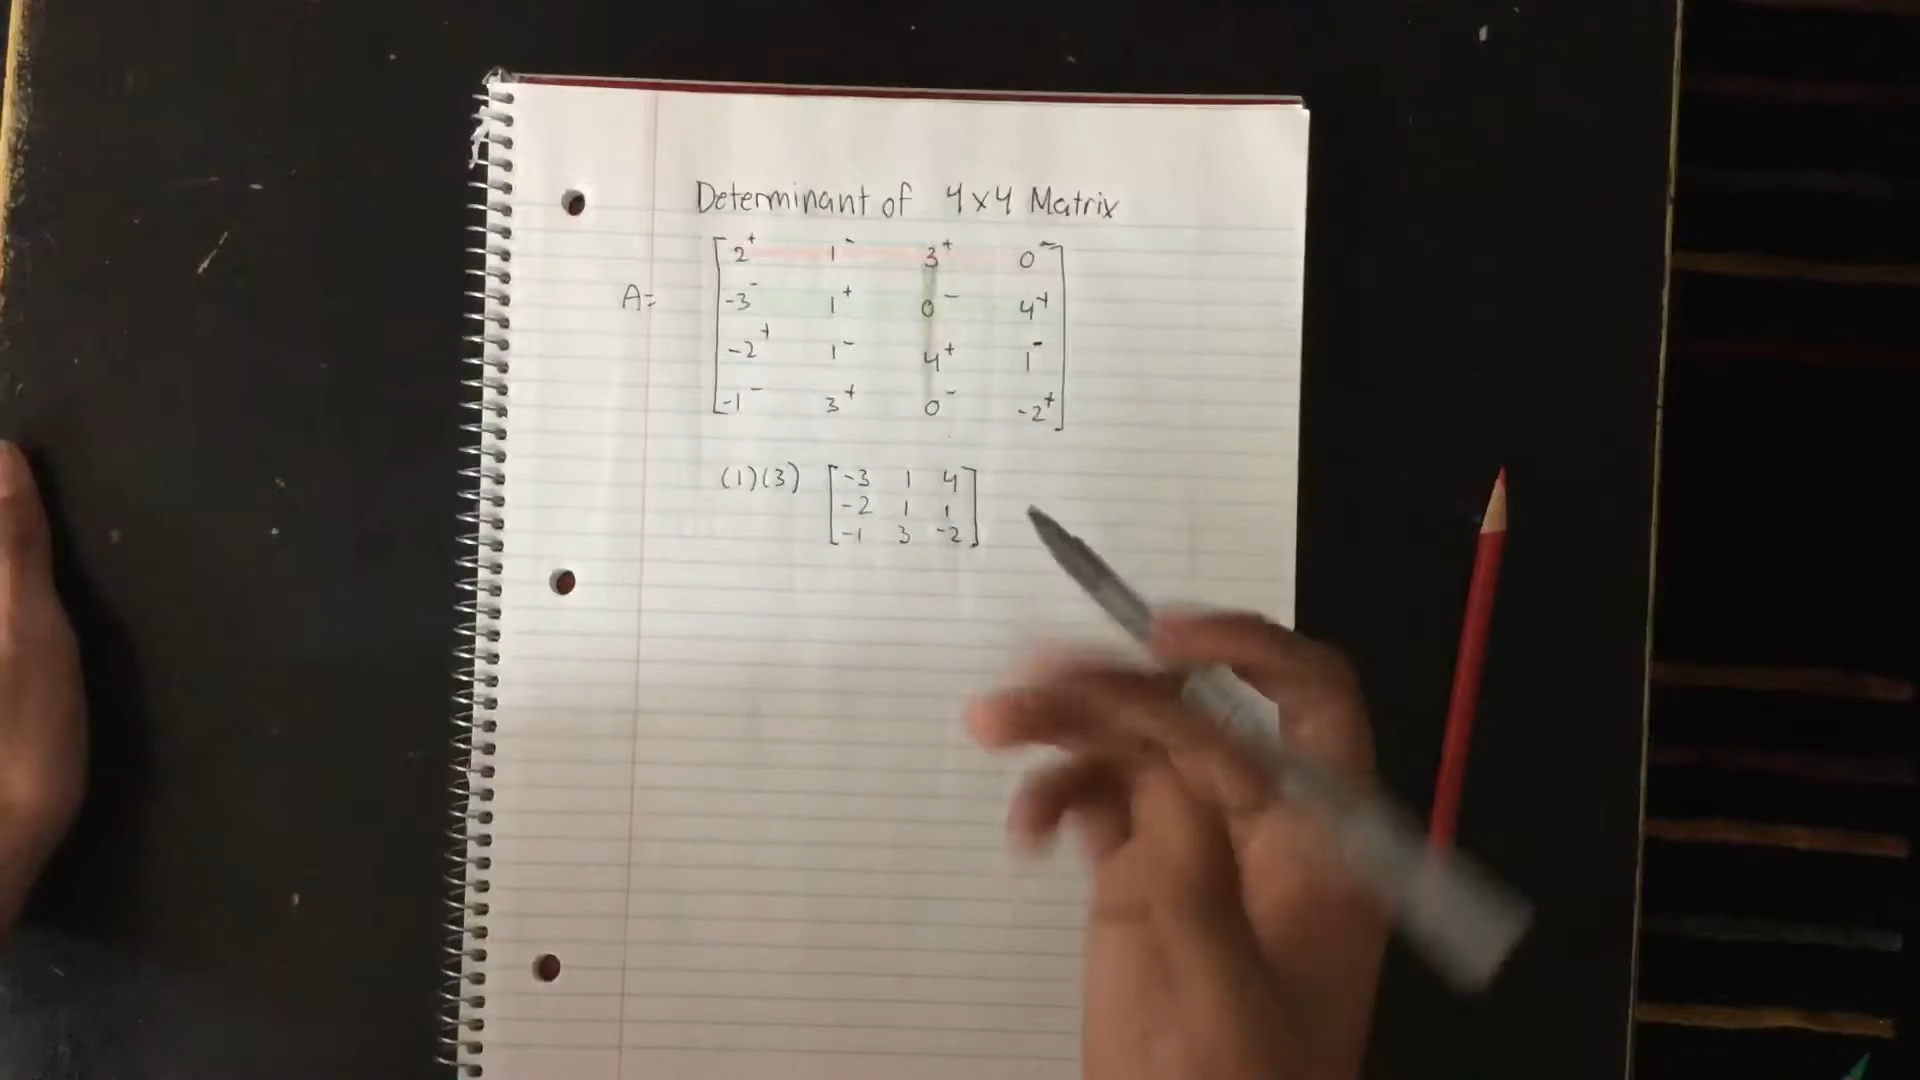 Determinant of 4x4 Matrix
2⁺ 1⁻ 3⁺ 0⁻
A= -3⁻ 1⁺ 0⁻ 4⁺
-2⁺ 1⁻ 4⁺ 1⁻
-1⁻ 3⁺ 0⁻ -2⁺
(1)(3) -3 1 4
-2 1 1
-1 3 -2